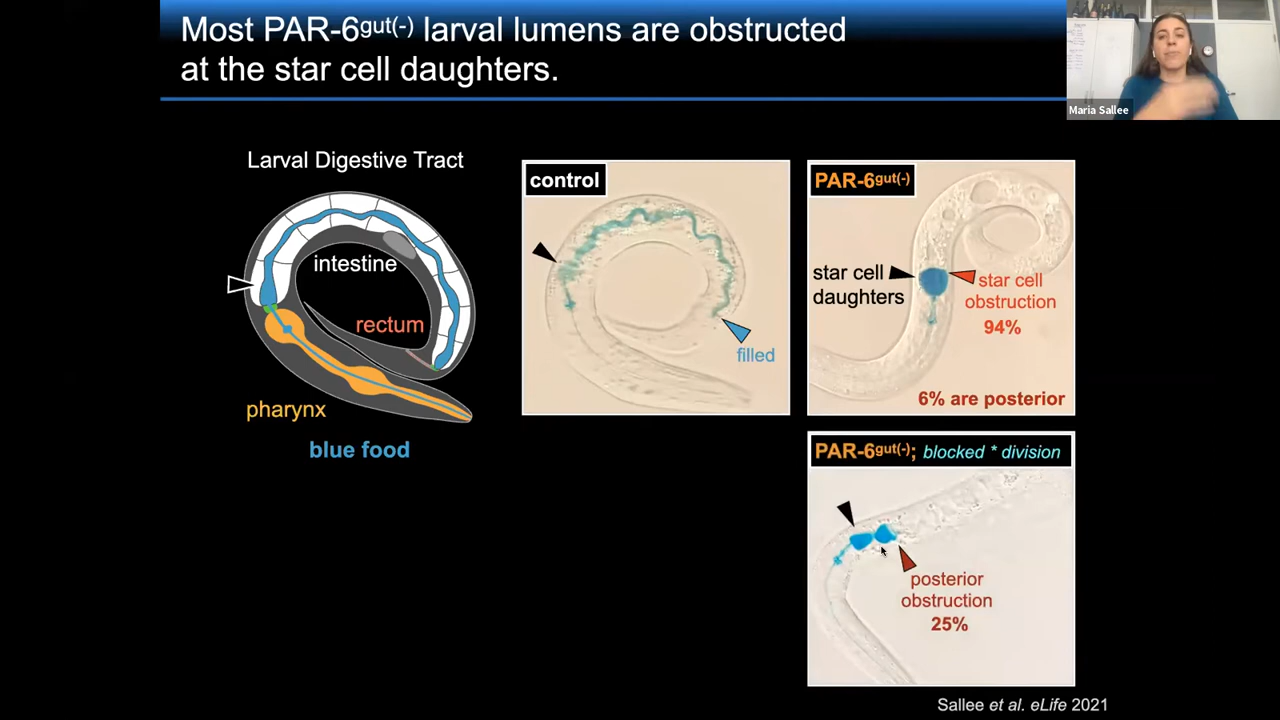 Most PAR-6gut(-) larval lumens are obstructed
at the star cell daughters.
Maria Sallee
Larval Digestive Tract
intestine
rectum
pharynx
blue food
control
filled
PAR-6gut(-)
star cell
daughters
star cell
obstruction
94%
6% are posterior
PAR-6gut(-); blocked * division
posterior
obstruction
25%
Sallee et al. eLife 2021